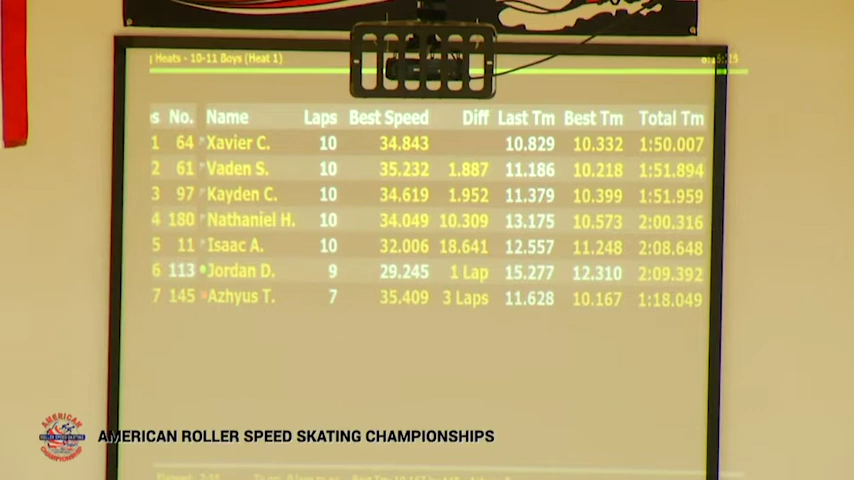 Heats - 10-11 Boys (Heat 1)
s No. Name Laps Best Speed Diff Last Tm Best Tm Total Tm
1 64 Xavier C. 10 34.843 10.829 10.332 1:50.007
2 61 Vaden S. 10 35.232 1.887 11.186 10.218 1:51.894
3 97 Kayden C. 10 34.619 1.952 11.379 10.399 1:51.959
4 180 Nathaniel H. 10 34.049 10.309 13.175 10.573 2:00.316
5 11 Isaac A. 10 32.006 18.641 12.557 11.248 2:08.648
6 113 Jordan D. 9 29.245 1 Lap 15.277 12.310 2:09.392
7 145 Azhyus T. 7 35.409 3 Laps 11.628 10.167 1:18.049
AMERICAN
ROLLER SPEED SKATING
CHAMPIONSHIP
AMERICAN ROLLER SPEED SKATING CHAMPIONSHIPS